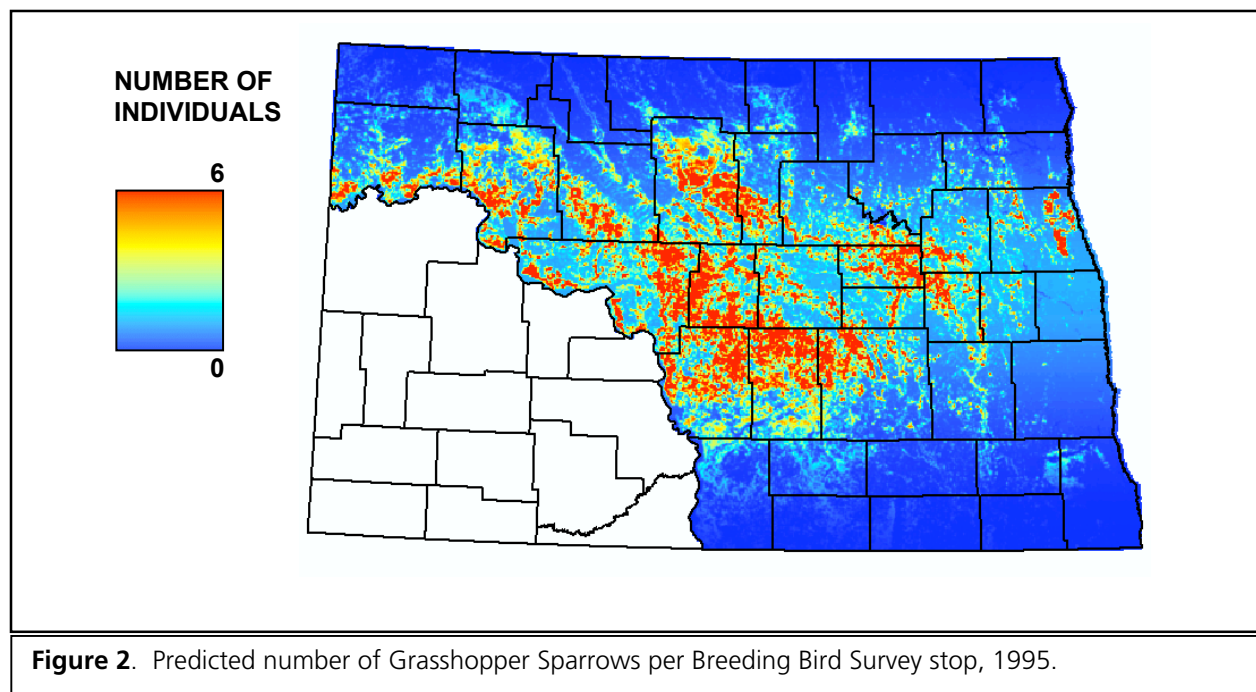 NUMBER OF
INDIVIDUALS
6
0
Figure 2. Predicted number of Grasshopper Sparrows per Breeding Bird Survey stop, 1995.